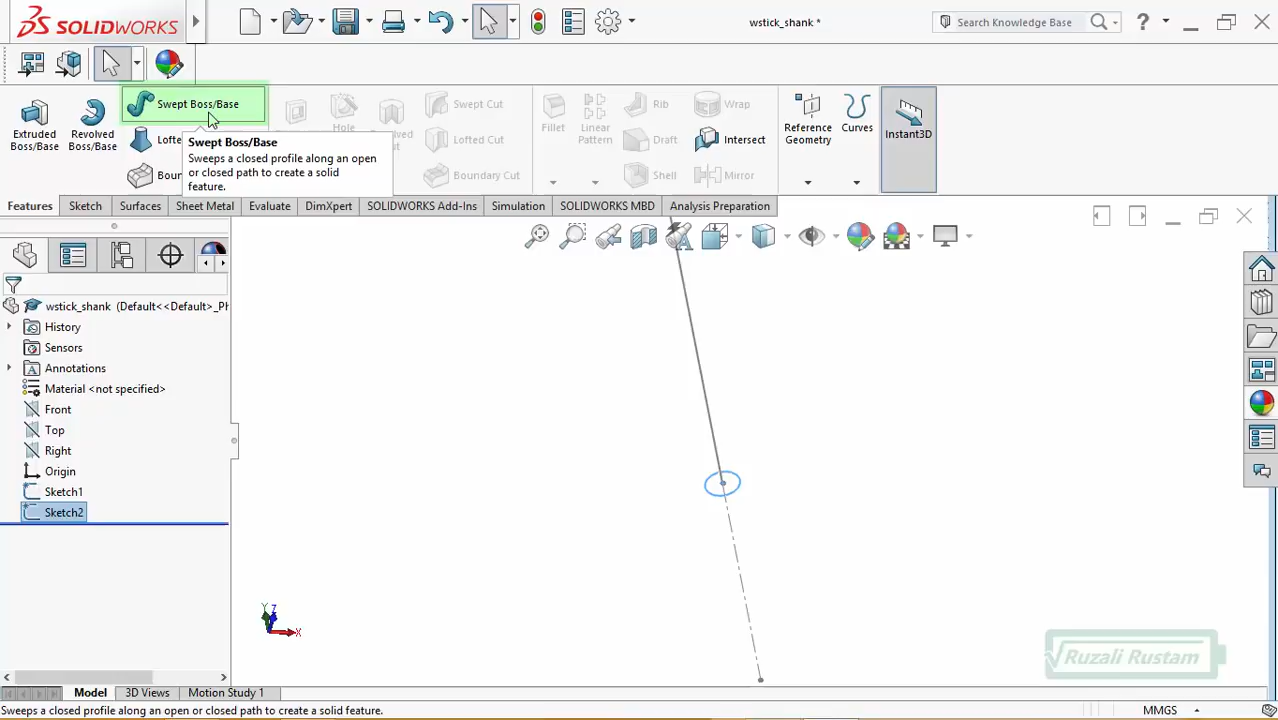 SOLIDWORKS
wstick_shank *
Search Knowledge Base
Extruded Boss/Base
Revolved Boss/Base
Swept Boss/Base
Lofte
Boun
Swept Boss/Base
Sweeps a closed profile along an open
or closed path to create a solid
feature.
Hole
Swept Cut
Lofted Cut
Boundary Cut
Fillet
Linear Pattern
Rib
Draft
Shell
Wrap
Intersect
Mirror
Reference Geometry
Curves
Instant3D
Features
Sketch
Surfaces
Sheet Metal
Evaluate
DimXpert
SOLIDWORKS Add-Ins
Simulation
SOLIDWORKS MBD
Analysis Preparation
wstick_shank (Default<<Default>_Ph
History
Sensors
Annotations
Material <not specified>
Front
Top
Right
Origin
Sketch1
Sketch2
Y
Z
X
Ruzali Rustam
Model
3D Views
Motion Study 1
Sweeps a closed profile along an open or closed path to create a solid feature.
MMGS